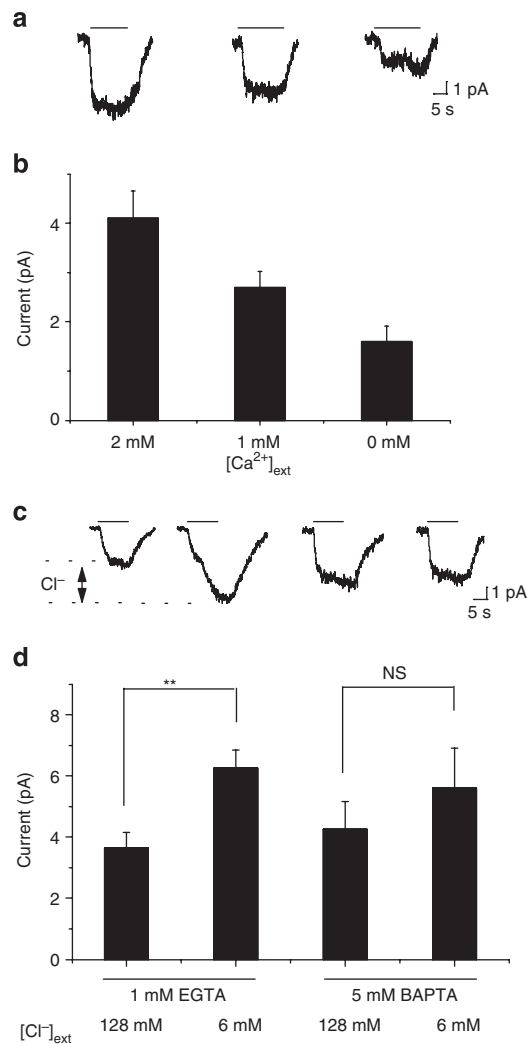 a
1 pA
5 s
b
Current (pA)
4
2
0
2 mM 1 mM 0 mM
[Ca2+]ext
c
Cl–
1 pA
5 s
d
Current (pA)
8
6
4
2
0
**
NS
1 mM EGTA 5 mM BAPTA
[Cl–]ext 128 mM 6 mM 128 mM 6 mM